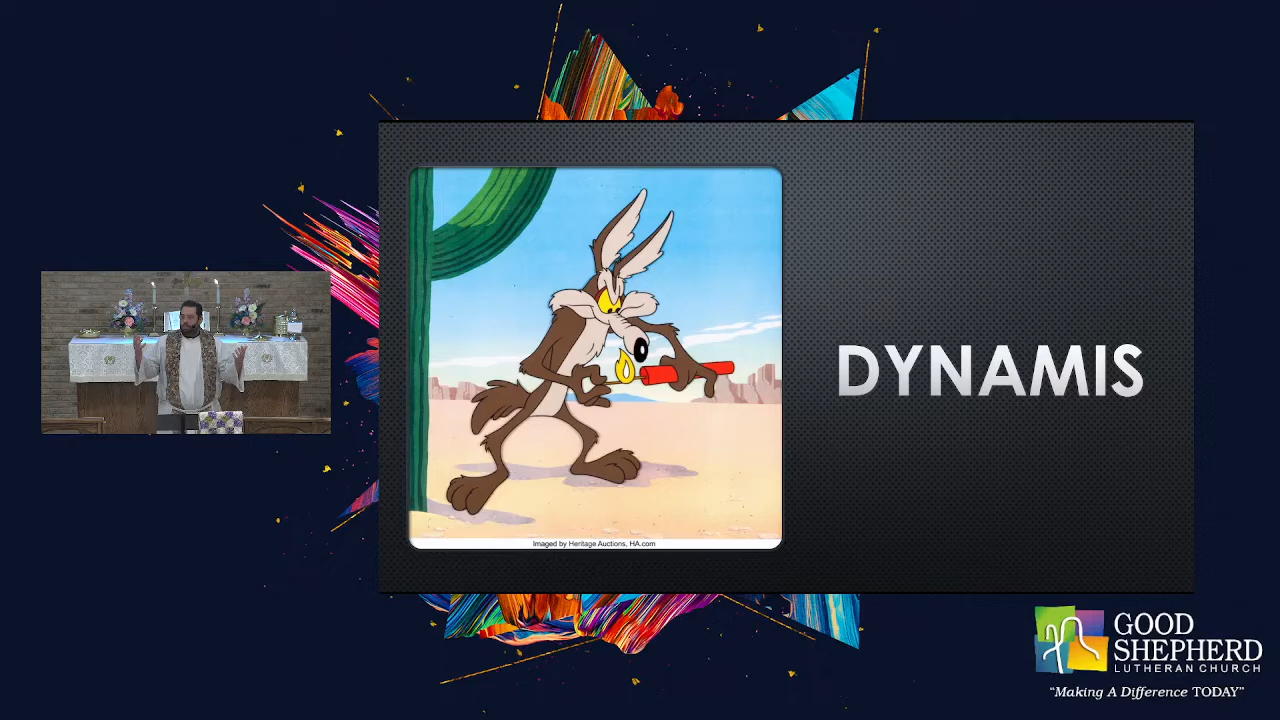 DYNAMIS
Imaged by Heritage Auctions, HA.com
GOOD
SHEPHERD
LUTHERAN CHURCH
"Making A Difference TODAY"